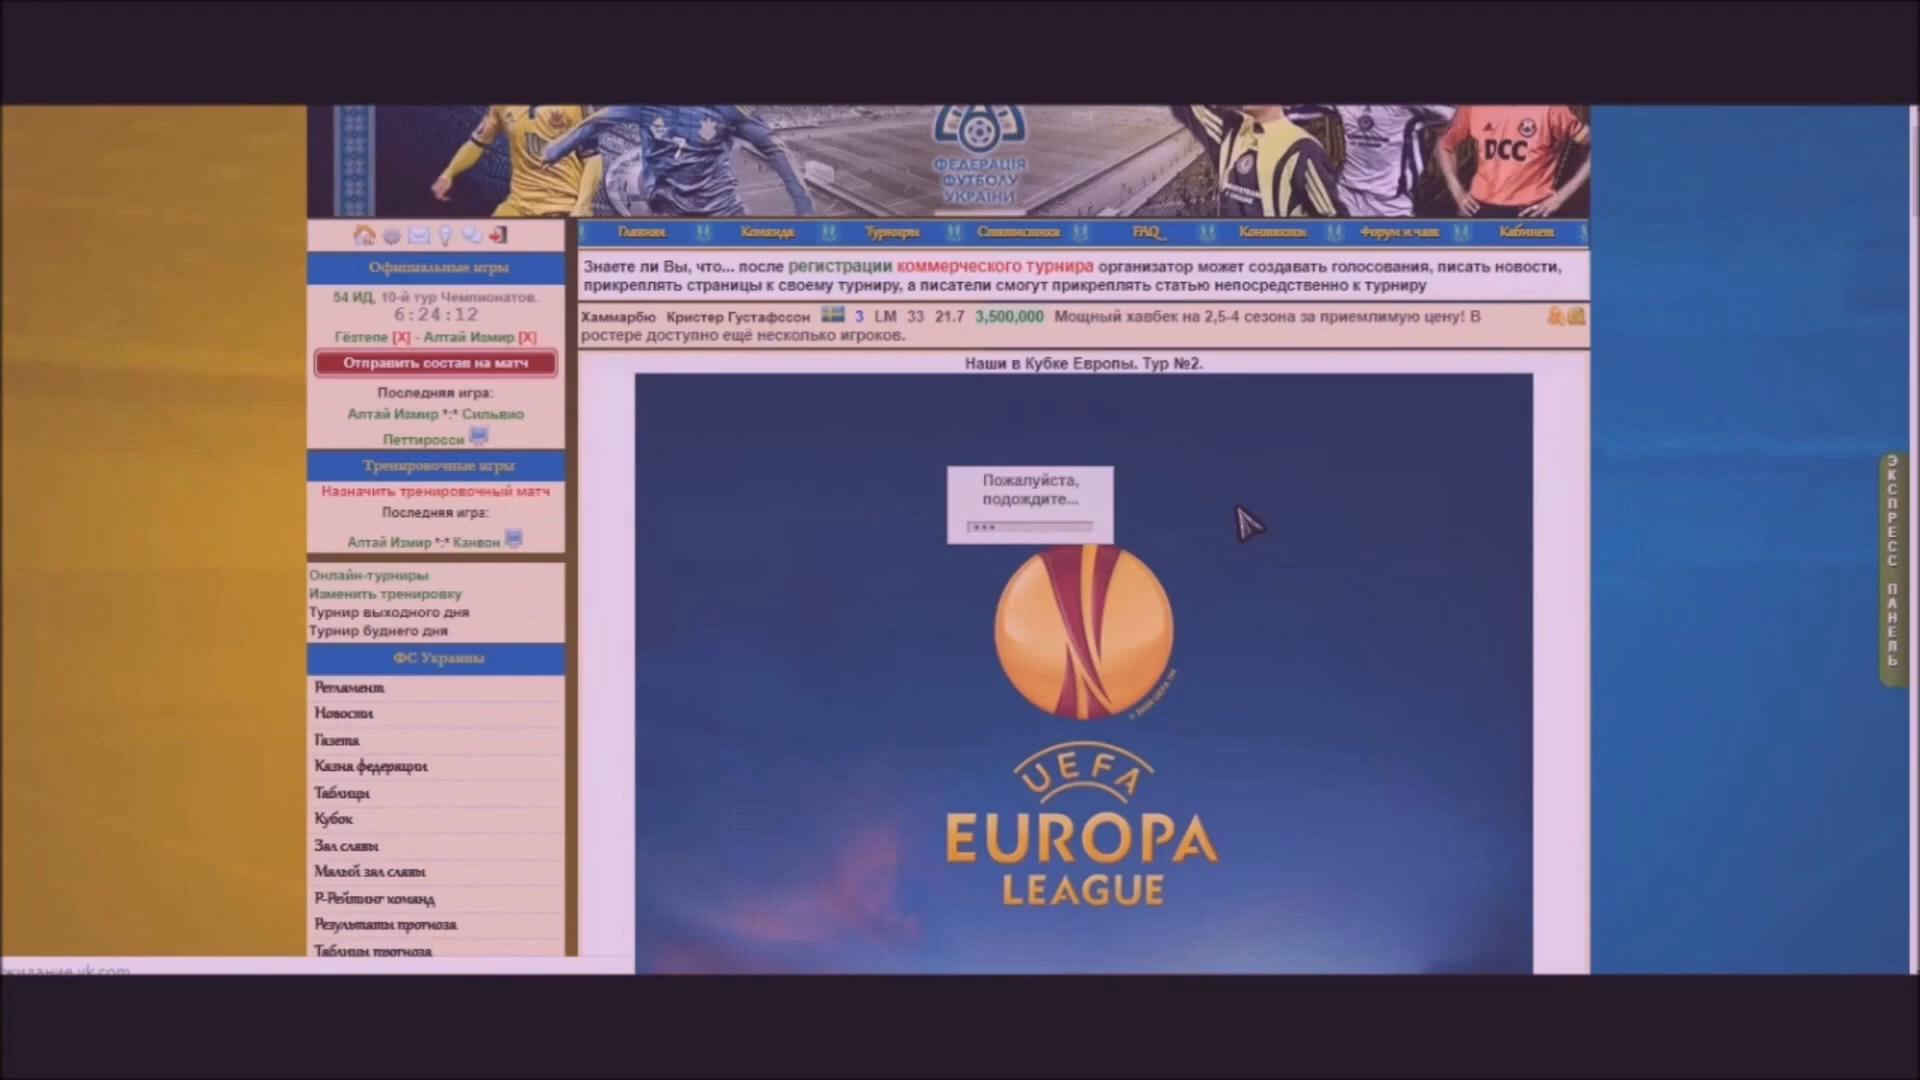 ФЕДЕРАЦІЯ
ФУТБОЛУ
УКРАЇНИ
DCC
Главная Команда Турниры Статистика FAQ Контакты Форум и чат Кабинет
Официальные игры
54 ИД, 10-й тур Чемпионатов.
6:24:12
Гёзтепе [X] - Алтай Измир [X]
Отправить состав на матч
Последняя игра:
Алтай Измир *:* Сильвио
Петтиросси
Тренировочные игры
Назначить тренировочный матч
Последняя игра:
Алтай Измир *:* Канвон
Онлайн-турниры
Изменить тренировку
Турнир выходного дня
Турнир буднего дня
ФС Украины
Регламент
Новости
Газета
Казна федерации
Таблицы
Кубок
Зал славы
Малый зал славы
Р-Рейтинг команд
Результаты прогноза
Таблицы прогноза
Знаете ли Вы, что... после регистрации коммерческого турнира организатор может создавать голосования, писать новости,
прикреплять страницы к своему турниру, а писатели смогут прикреплять статью непосредственно к турниру
Хаммарбю Кристер Густафссон 3 LM 33 21.7 3,500,000 Мощный хавбек на 2,5-4 сезона за приемлимую цену! В
ростере доступно ещё несколько игроков.
Наши в Кубке Европы. Тур №2.
Пожалуйста,
подождите...
UEFA
EUROPA
LEAGUE
ЭКСПРЕСС ПАНЕЛЬ